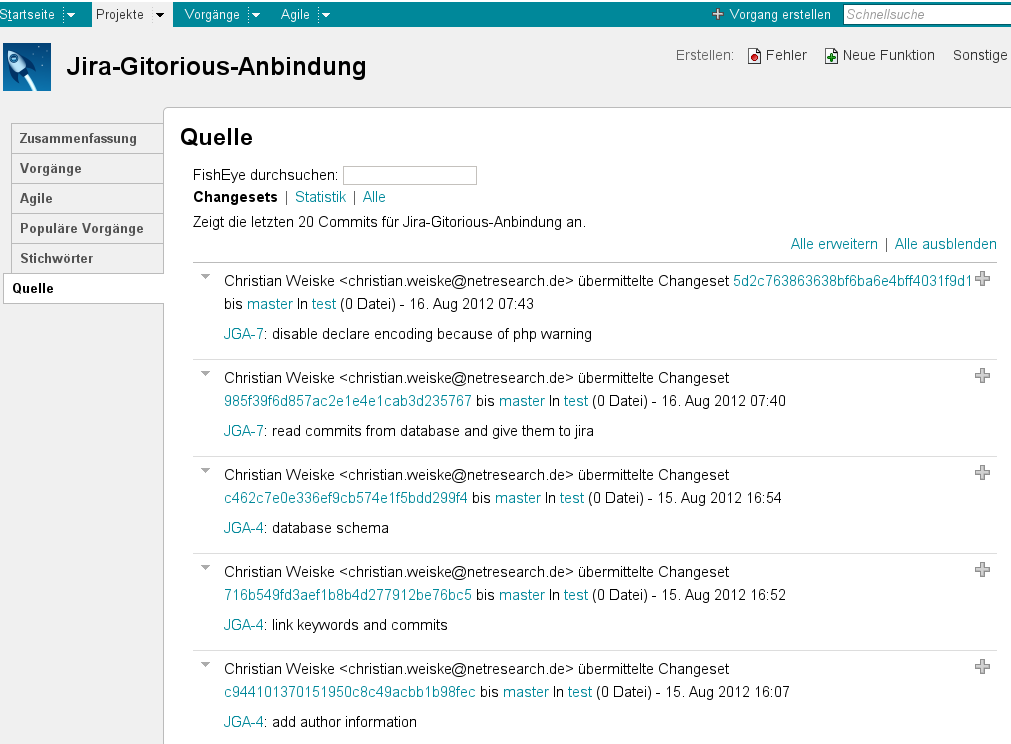 Startseite Projekte Vorgänge Agile + Vorgang erstellen Schnellsuche
Jira-Gitorious-Anbindung Erstellen: Fehler Neue Funktion Sonstige
Zusammenfassung
Vorgänge
Agile
Populäre Vorgänge
Stichwörter
Quelle
Quelle
FishEye durchsuchen:
Changesets | Statistik | Alle
Zeigt die letzten 20 Commits für Jira-Gitorious-Anbindung an.
Alle erweitern | Alle ausblenden
Christian Weiske <christian.weiske@netresearch.de> übermittelte Changeset 5d2c763863638bf6ba6e4bff4031f9d1
bis master In test (0 Datei) - 16. Aug 2012 07:43
JGA-7: disable declare encoding because of php warning
Christian Weiske <christian.weiske@netresearch.de> übermittelte Changeset
985f39f6d857ac2e1e4e1cab3d235767 bis master In test (0 Datei) - 16. Aug 2012 07:40
JGA-7: read commits from database and give them to jira
Christian Weiske <christian.weiske@netresearch.de> übermittelte Changeset
c462c7e0e336ef9cb574e1f5bdd299f4 bis master In test (0 Datei) - 15. Aug 2012 16:54
JGA-4: database schema
Christian Weiske <christian.weiske@netresearch.de> übermittelte Changeset
716b549fd3aef1b8b4d277912be76bc5 bis master In test (0 Datei) - 15. Aug 2012 16:52
JGA-4: link keywords and commits
Christian Weiske <christian.weiske@netresearch.de> übermittelte Changeset
c944101370151950c8c49acbb1b98fec bis master In test (0 Datei) - 15. Aug 2012 16:07
JGA-4: add author information